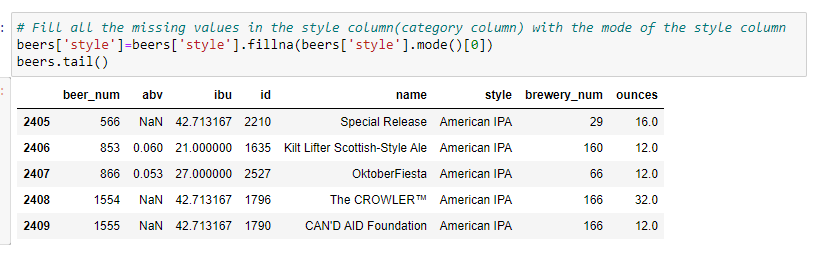 # Fill all the missing values in the style column(category column) with the mode of the style column
beers['style']=beers['style'].fillna(beers['style'].mode()[0])
beers.tail()
beer_num abv ibu id name style brewery_num ounces
2405 566 NaN 42.713167 2210 Special Release American IPA 29 16.0
2406 853 0.060 21.000000 1635 Kilt Lifter Scottish-Style Ale American IPA 160 12.0
2407 866 0.053 27.000000 2527 OktoberFiesta American IPA 66 12.0
2408 1554 NaN 42.713167 1796 The CROWLER™ American IPA 166 32.0
2409 1555 NaN 42.713167 1790 CAN'D AID Foundation American IPA 166 12.0